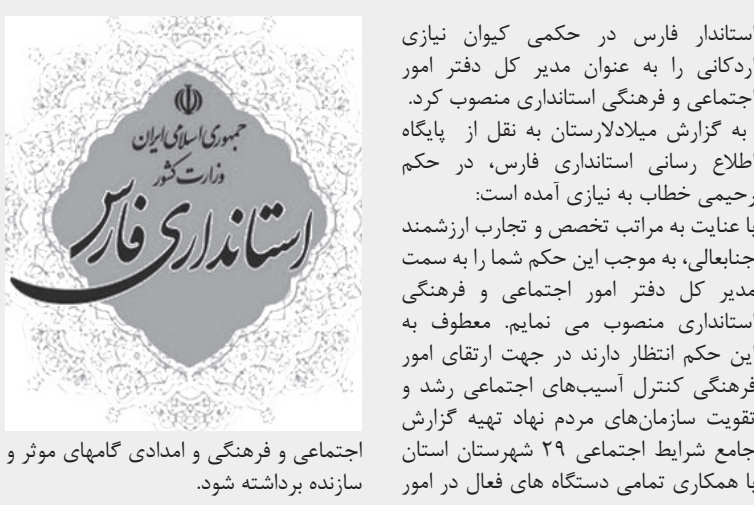 استاندار فارس در حکمی کیوان نیازی
اردکانی را به عنوان مدیر کل دفتر امور
اجتماعی و فرهنگی استانداری منصوب کرد.
به گزارش میلادلارستان به نقل از پایگاه
اطلاع رسانی استانداری فارس، در حکم
رحیمی خطاب به نیازی آمده است:
با عنایت به مراتب تخصص و تجارب ارزشمند
جنابعالی، به موجب این حکم شما را به سمت
مدیر کل دفتر امور اجتماعی و فرهنگی
استانداری منصوب می نمایم. معطوف به
این حکم انتظار دارند در جهت ارتقای امور
فرهنگی کنترل آسیب‌های اجتماعی رشد و
تقویت سازمان‌های مردم نهاد تهیه گزارش
جامع شرایط اجتماعی ۲۹ شهرستان استان
با همکاری تمامی دستگاه های فعال در امور
جمهوری اسلامی ایران
وزارت کشور
استانداری فارس
اجتماعی و فرهنگی و امدادی گامهای موثر و
سازنده برداشته شود.